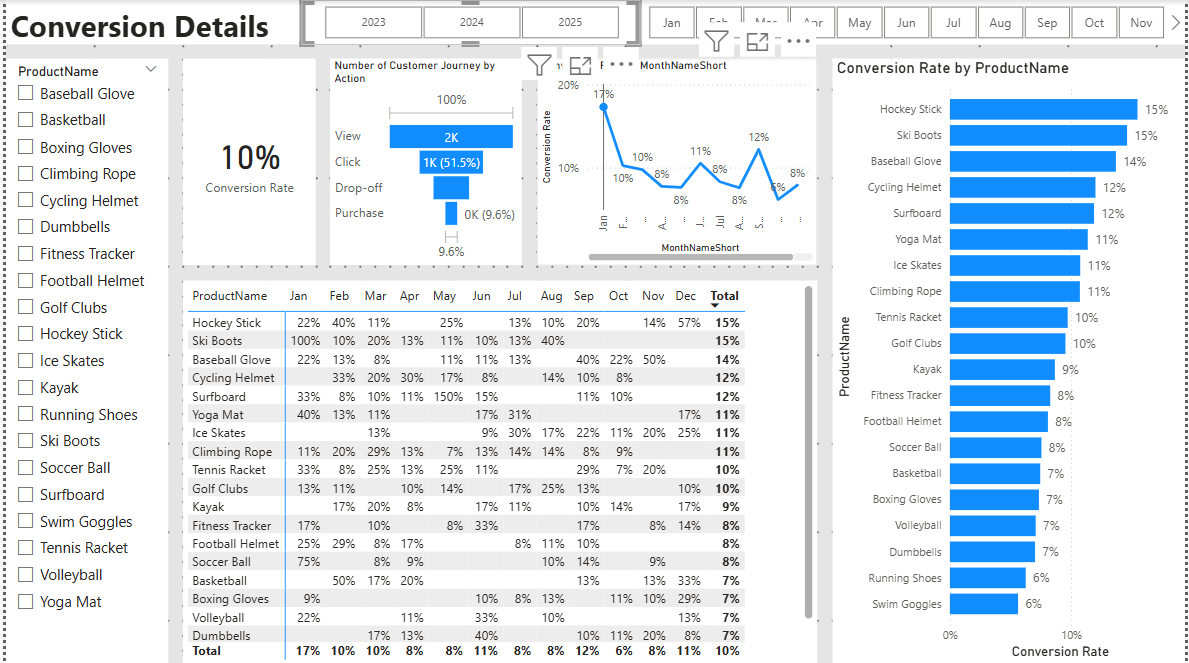 Conversion Details
2023 2024 2025
Jan Feb Mar Apr May Jun Jul Aug Sep Oct Nov
ProductName
Baseball Glove
Basketball
Boxing Gloves
Climbing Rope
Cycling Helmet
Dumbbells
Fitness Tracker
Football Helmet
Golf Clubs
Hockey Stick
Ice Skates
Kayak
Running Shoes
Ski Boots
Soccer Ball
Surfboard
Swim Goggles
Tennis Racket
Volleyball
Yoga Mat
10%
Conversion Rate
Number of Customer Journey by
Action
100%
View 2K
Click 1K (51.5%)
Drop-off
Purchase 0K (9.6%)
9.6%
MonthNameShort
Conversion Rate
20%
10%
17%
10%
10%
8%
8%
11%
8%
8%
12%
6%
8%
Jan F... A... J... Jul A... S...
MonthNameShort
ProductName Jan Feb Mar Apr May Jun Jul Aug Sep Oct Nov Dec Total
Hockey Stick 22% 40% 11% 25% 13% 10% 20% 14% 57% 15%
Ski Boots 100% 10% 20% 13% 11% 10% 13% 40% 15%
Baseball Glove 22% 13% 8% 11% 11% 13% 40% 22% 50% 14%
Cycling Helmet 33% 20% 30% 17% 8% 14% 10% 8% 12%
Surfboard 33% 8% 10% 11% 150% 15% 11% 10% 12%
Yoga Mat 40% 13% 11% 17% 31% 17% 11%
Ice Skates 13% 9% 30% 17% 22% 11% 20% 25% 11%
Climbing Rope 11% 20% 29% 13% 7% 13% 14% 14% 8% 9% 11%
Tennis Racket 33% 8% 25% 13% 25% 11% 29% 7% 20% 10%
Golf Clubs 13% 11% 10% 14% 17% 25% 13% 10% 10%
Kayak 17% 20% 8% 17% 11% 10% 14% 17% 9%
Fitness Tracker 17% 10% 8% 33% 17% 8% 14% 8%
Football Helmet 25% 29% 8% 17% 8% 11% 10% 8%
Soccer Ball 75% 8% 9% 10% 14% 9% 8%
Basketball 50% 17% 20% 13% 13% 33% 7%
Boxing Gloves 9% 10% 8% 13% 11% 10% 29% 7%
Volleyball 22% 11% 33% 10% 13% 7%
Dumbbells 17% 13% 40% 10% 11% 20% 8% 7%
Total 17% 10% 10% 8% 8% 11% 8% 8% 12% 6% 8% 11% 10%
Conversion Rate by ProductName
ProductName
Hockey Stick 15%
Ski Boots 15%
Baseball Glove 14%
Cycling Helmet 12%
Surfboard 12%
Yoga Mat 11%
Ice Skates 11%
Climbing Rope 11%
Tennis Racket 10%
Golf Clubs 10%
Kayak 9%
Fitness Tracker 8%
Football Helmet 8%
Soccer Ball 8%
Basketball 7%
Boxing Gloves 7%
Volleyball 7%
Dumbbells 7%
Running Shoes 6%
Swim Goggles 6%
0% 10%
Conversion Rate